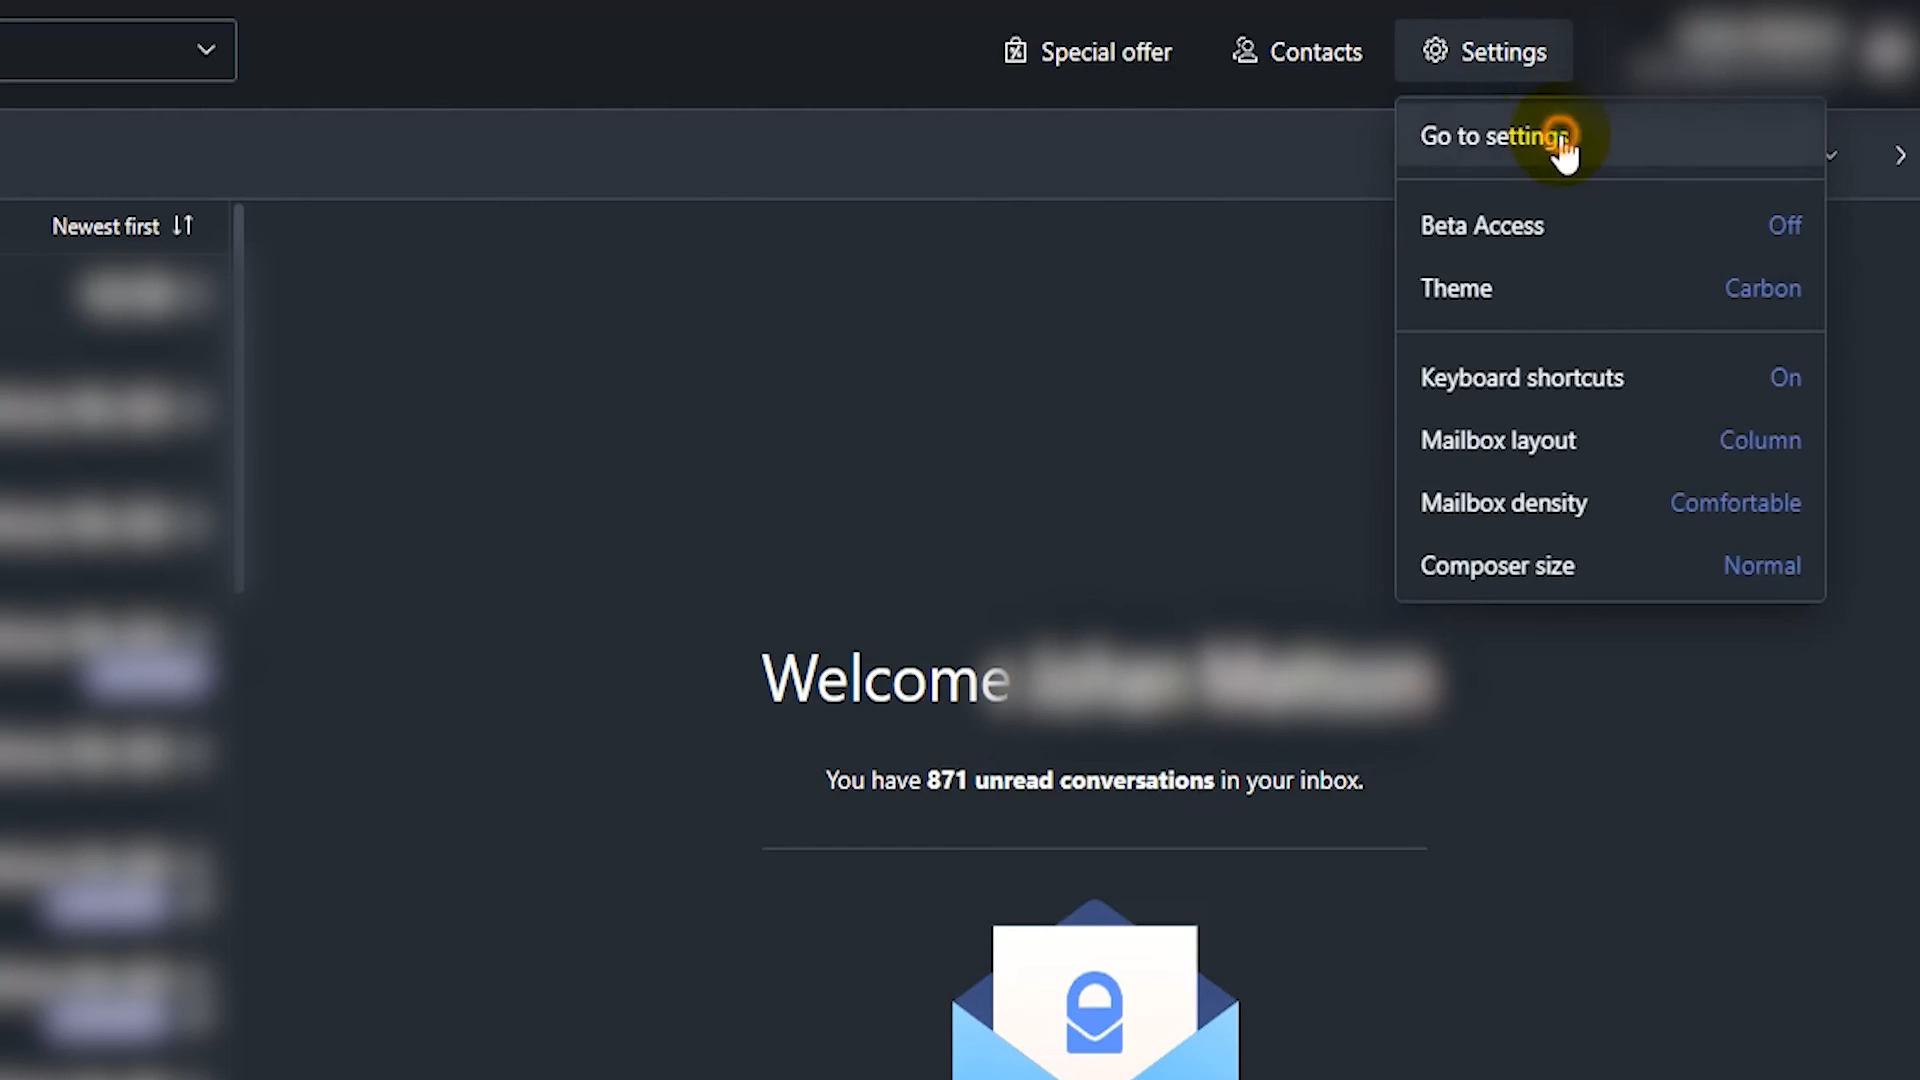 Special offer
Contacts
Settings
Go to settings
Newest first
Beta Access Off
Theme Carbon
Keyboard shortcuts On
Mailbox layout Column
Mailbox density Comfortable
Composer size Normal
Welcome
You have 871 unread conversations in your inbox.